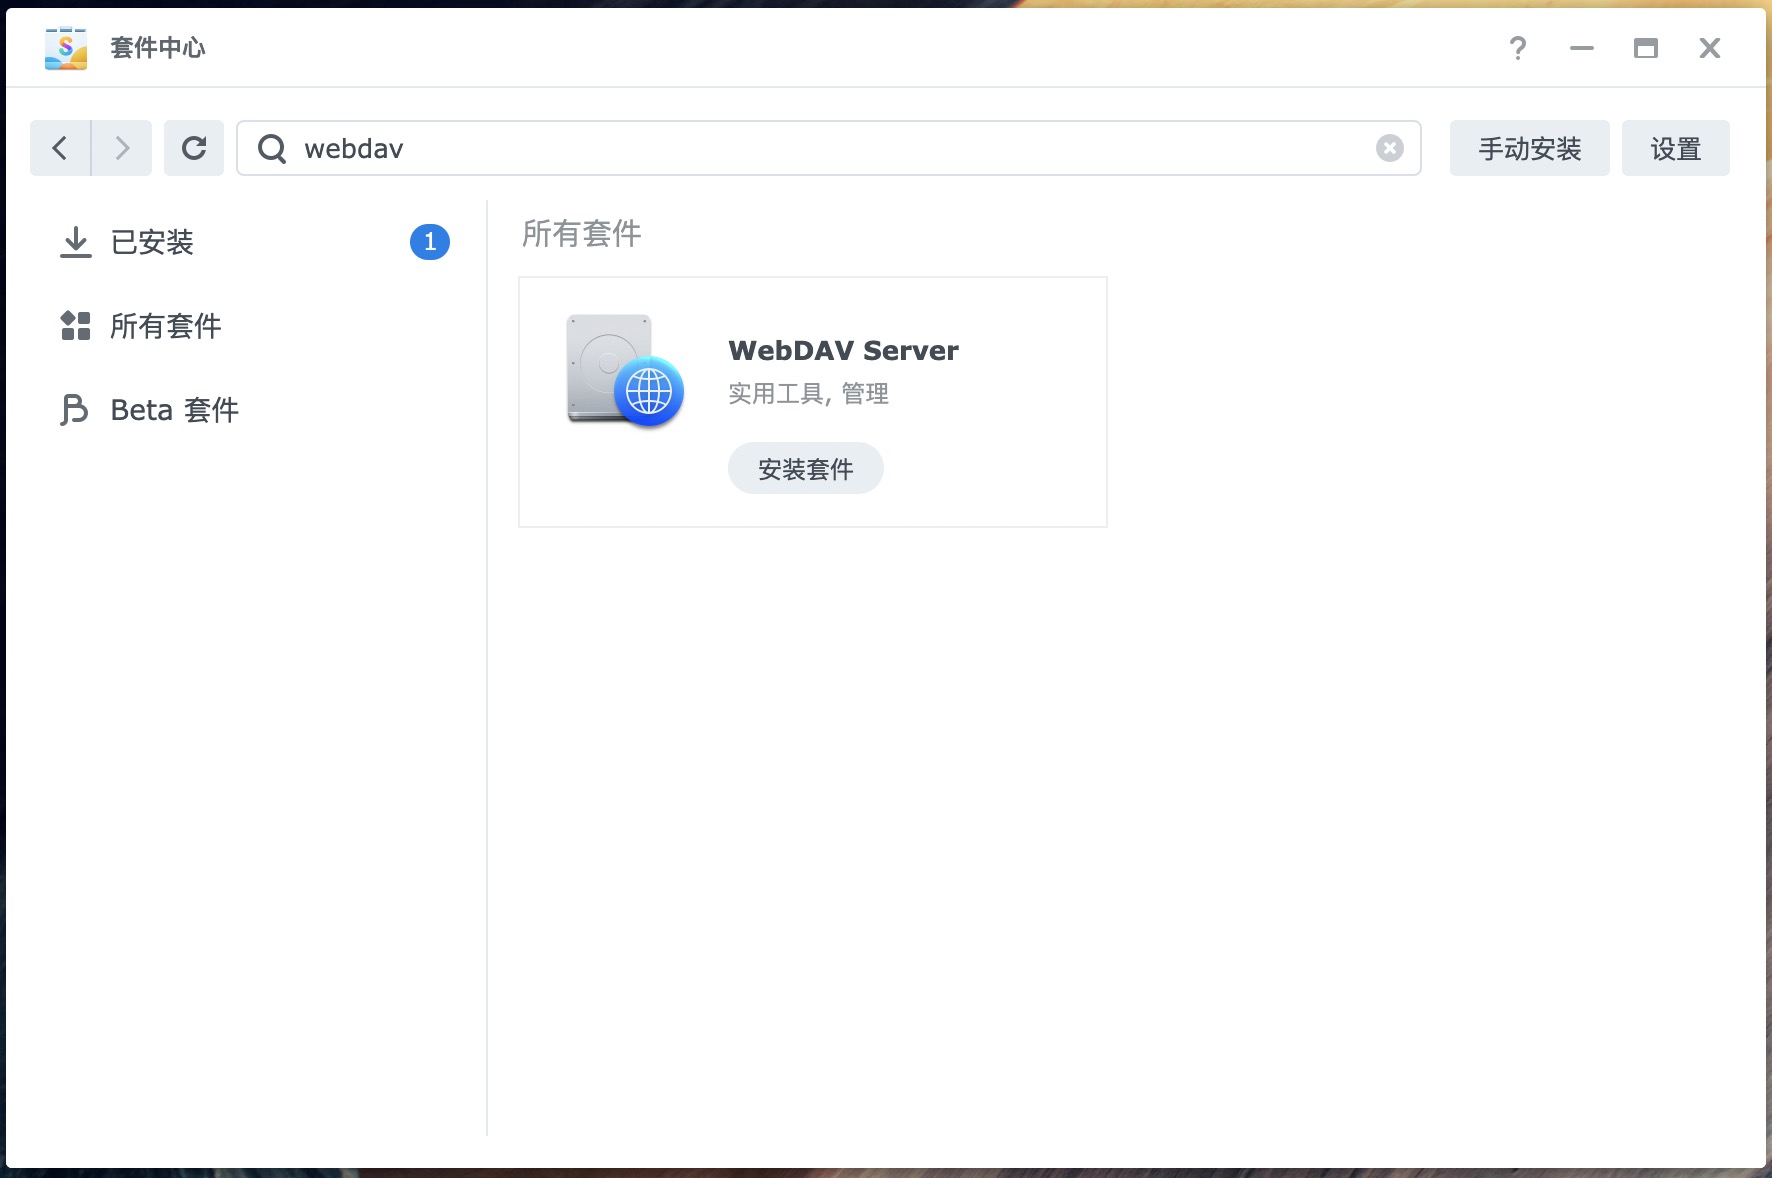 套件中心
webdav
手动安装
设置
已安装
1
所有套件
Beta 套件
所有套件
WebDAV Server
实用工具, 管理
安装套件